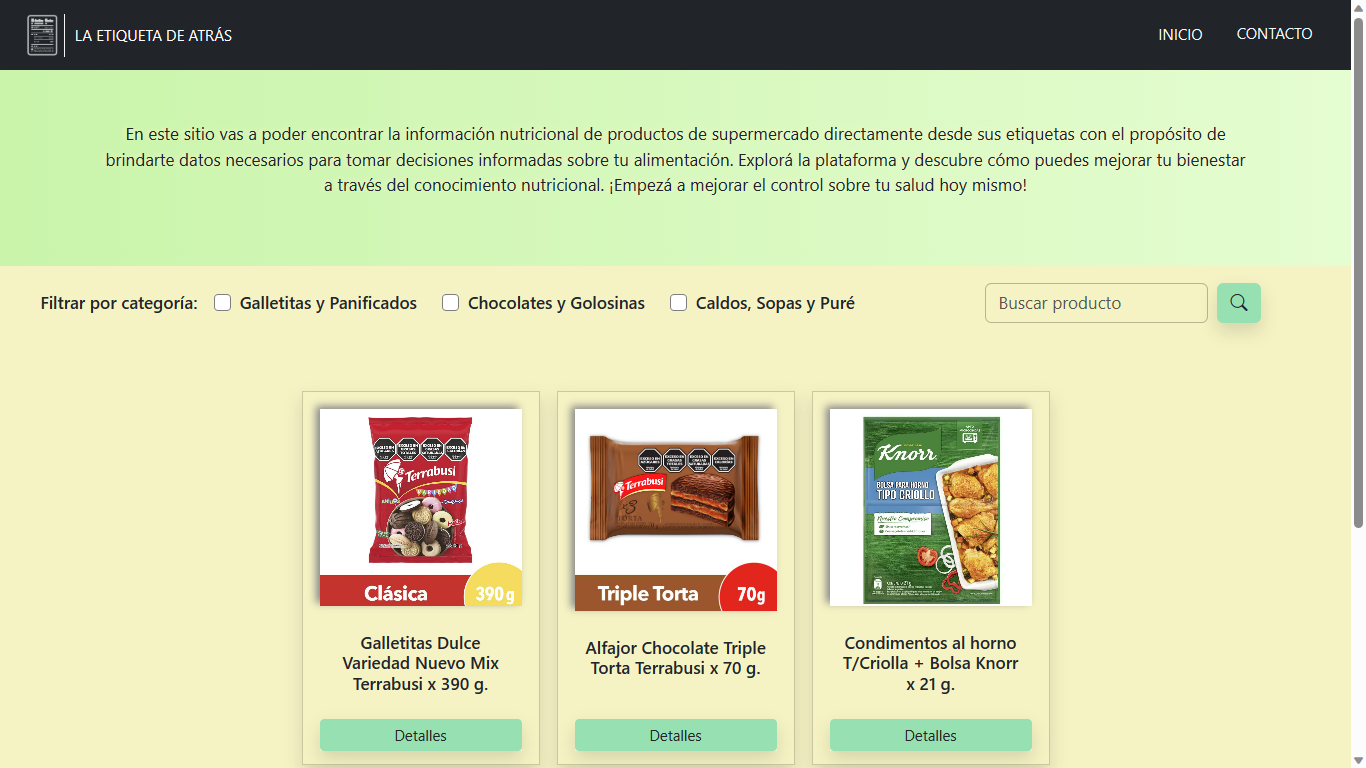 LA ETIQUETA DE ATRÁS
INICIO
CONTACTO
En este sitio vas a poder encontrar la información nutricional de productos de supermercado directamente desde sus etiquetas con el propósito de
brindarte datos necesarios para tomar decisiones informadas sobre tu alimentación. Explorá la plataforma y descubre cómo puedes mejorar tu bienestar
a través del conocimiento nutricional. ¡Empezá a mejorar el control sobre tu salud hoy mismo!
Filtrar por categoría:
Galletitas y Panificados
Chocolates y Golosinas
Caldos, Sopas y Puré
Buscar producto
Terrabusi
Clásica
390g
Terrabusi
Triple Torta
70g
Knorr
BOLSA PARA HORNO
TIPO CRIOLLO
Galletitas Dulce
Variedad Nuevo Mix
Terrabusi x 390 g.
Alfajor Chocolate Triple
Torta Terrabusi x 70 g.
Condimentos al horno
T/Criolla + Bolsa Knorr
x 21 g.
Detalles
Detalles
Detalles